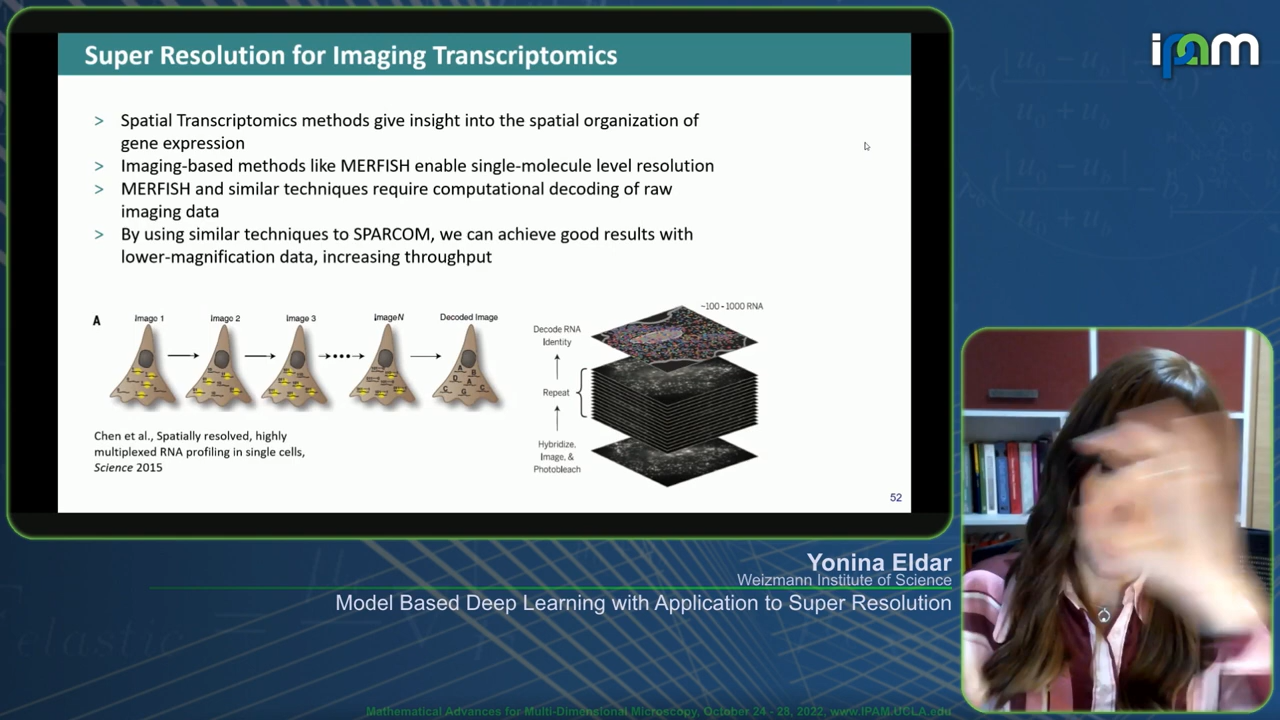 Super Resolution for Imaging Transcriptomics
ipam
> Spatial Transcriptomics methods give insight into the spatial organization of
gene expression
> Imaging-based methods like MERFISH enable single-molecule level resolution
> MERFISH and similar techniques require computational decoding of raw
imaging data
> By using similar techniques to SPARCOM, we can achieve good results with
lower-magnification data, increasing throughput
A
Image 1
Image 2
Image 3
Image N
Decoded Image
~100 - 1000 RNA
Decode RNA
Identity
Repeat
Hybridize,
Image, &
Photobleach
Chen et al., Spatially resolved, highly
multiplexed RNA profiling in single cells,
Science 2015
52
Yonina Eldar
Weizmann Institute of Science
Model Based Deep Learning with Application to Super Resolution
Mathematical Advances for Multi-Dimensional Microscopy, October 24 - 28, 2022, www.IPAM.UCLA.edu